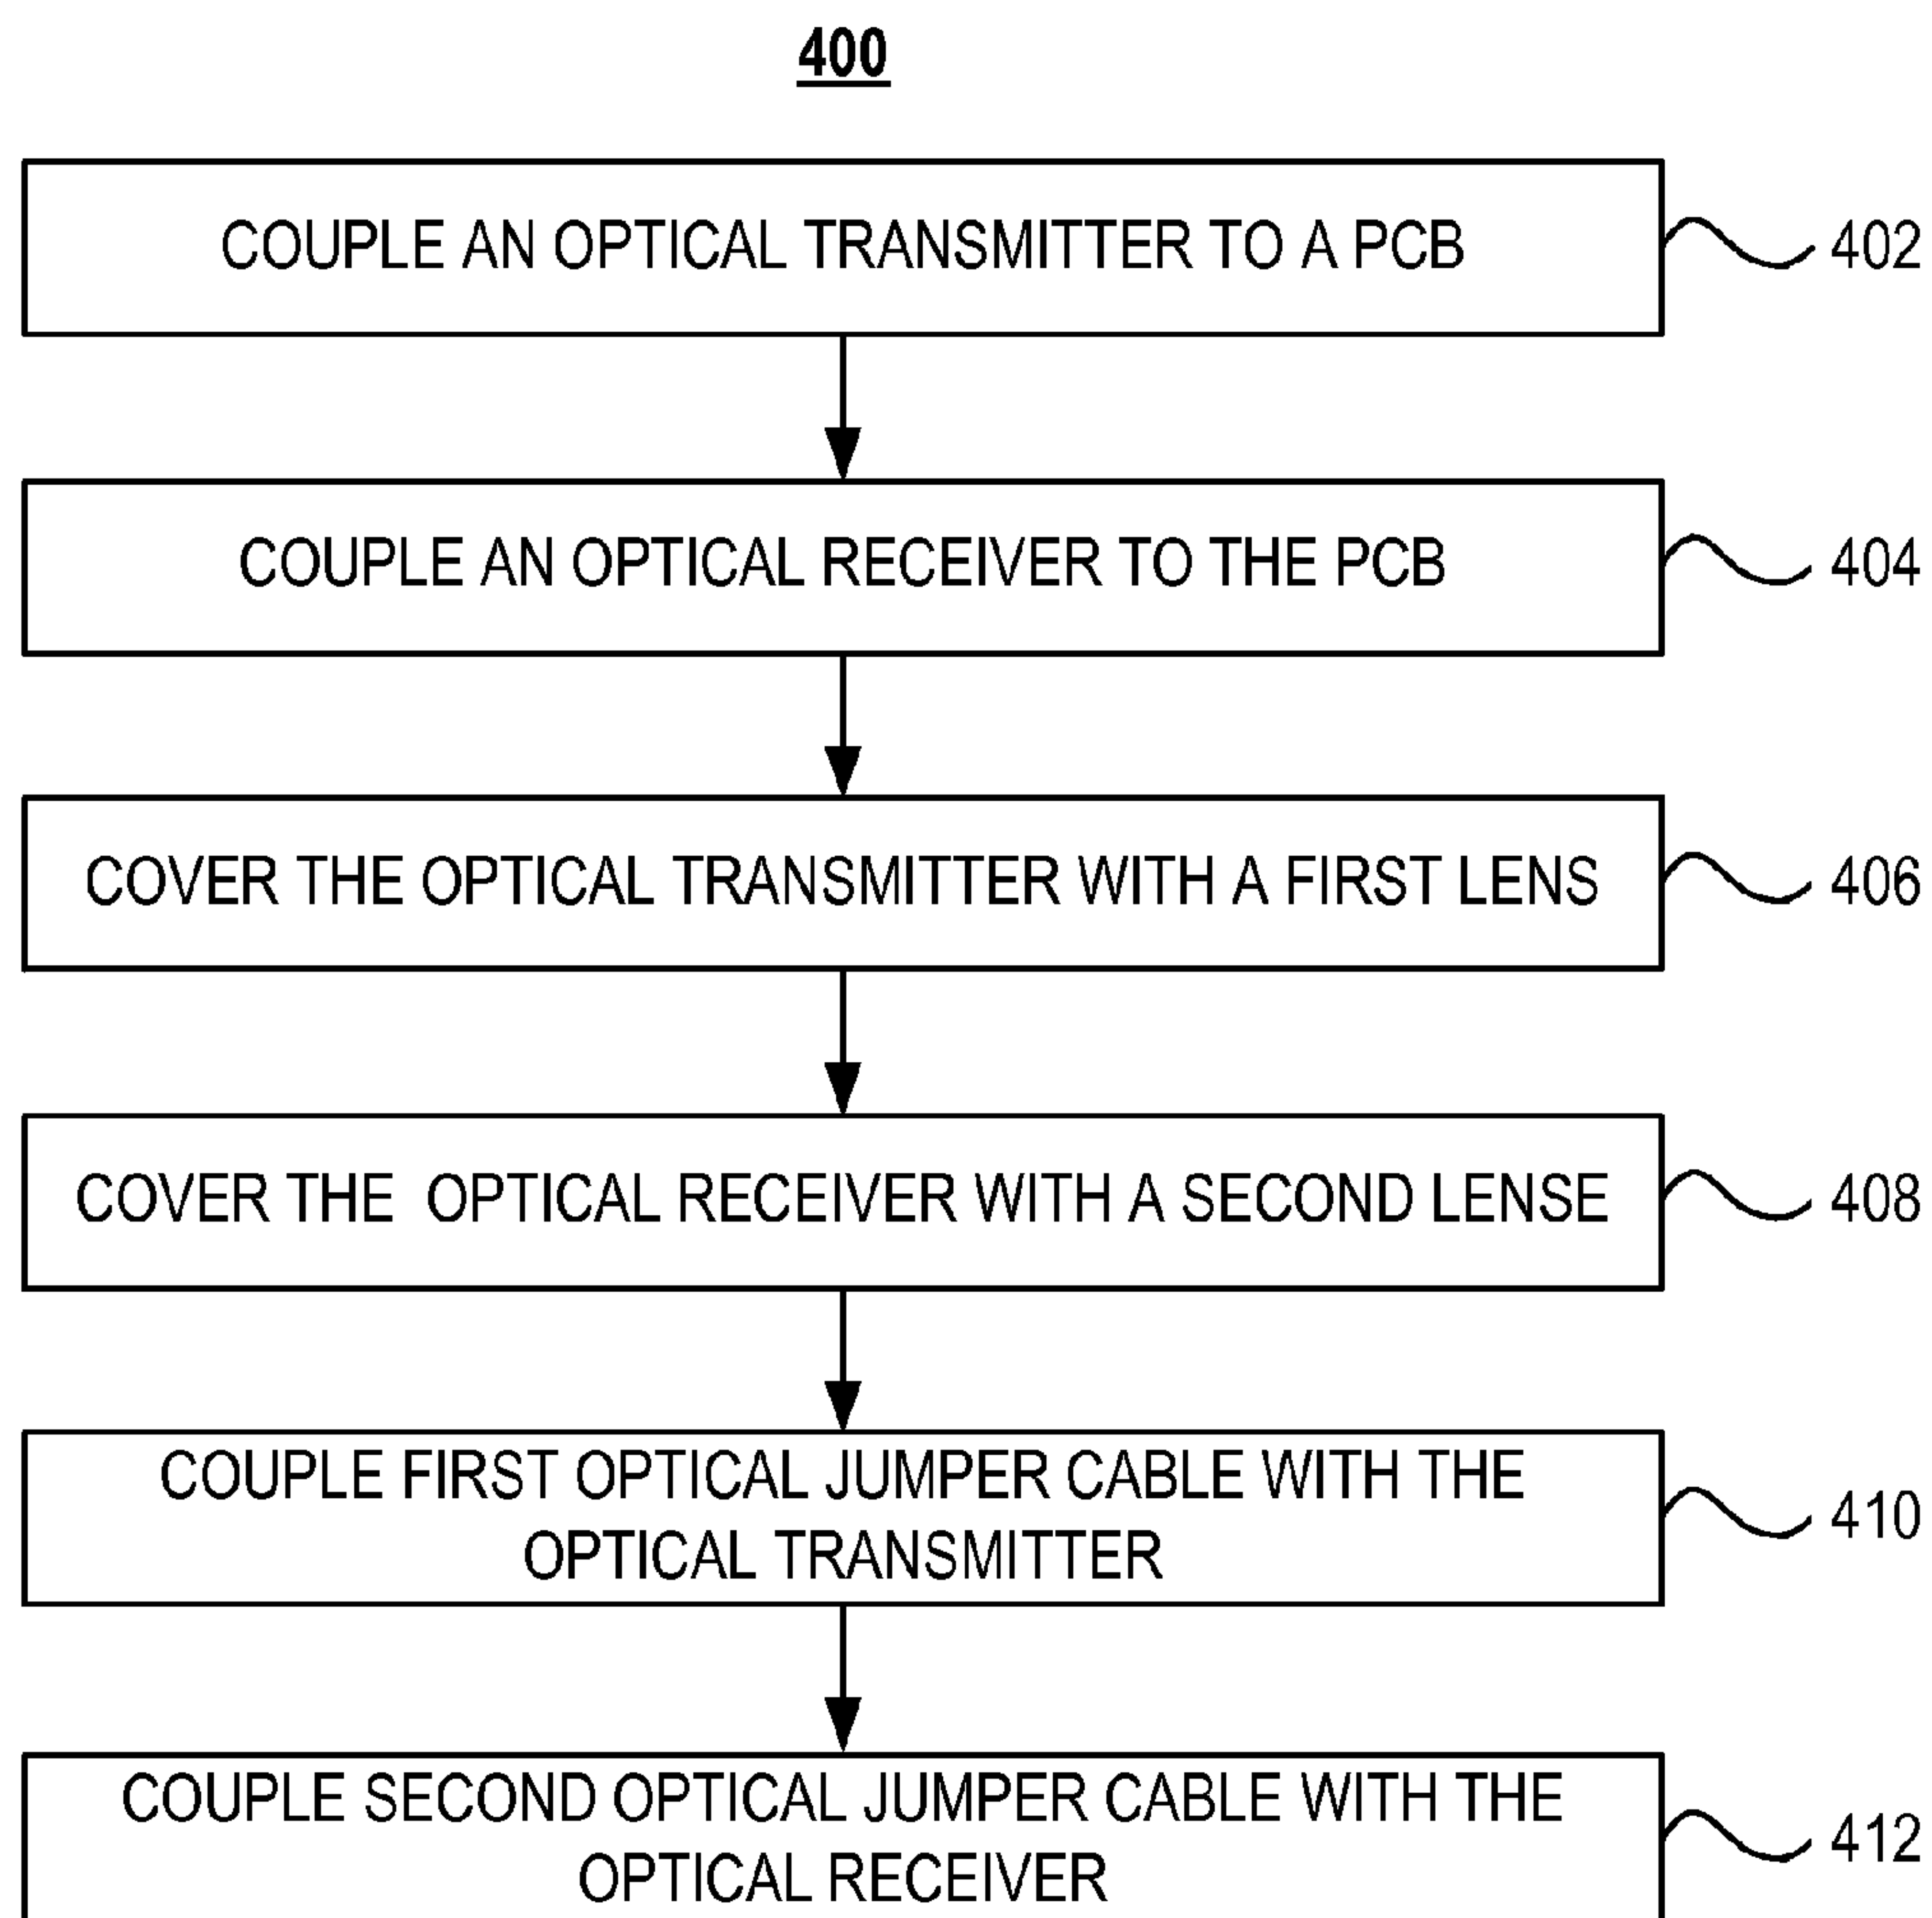 400
COUPLE AN OPTICAL TRANSMITTER TO A PCB
402
COUPLE AN OPTICAL RECEIVER TO THE PCB
404
COVER THE OPTICAL TRANSMITTER WITH A FIRST LENS
406
COVER THE OPTICAL RECEIVER WITH A SECOND LENSE
408
COUPLE FIRST OPTICAL JUMPER CABLE WITH THE
OPTICAL TRANSMITTER
410
COUPLE SECOND OPTICAL JUMPER CABLE WITH THE
OPTICAL RECEIVER
412